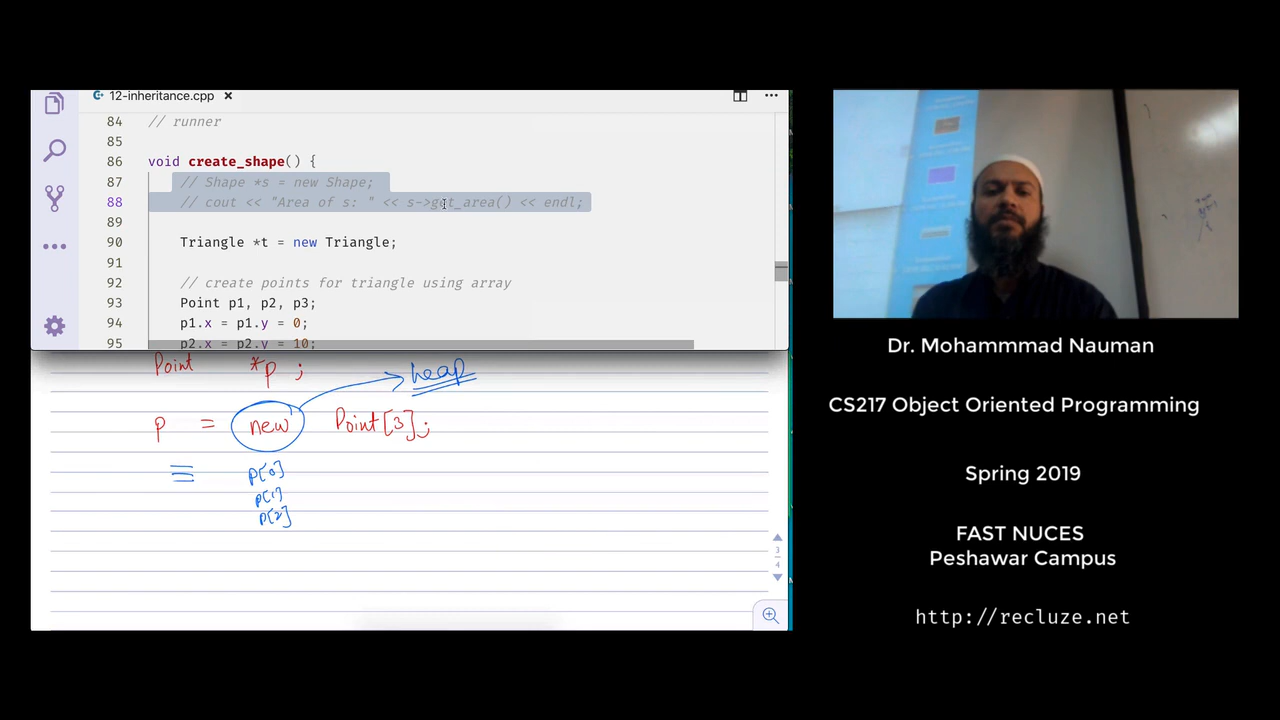 12-inheritance.cpp ×
84 // runner
85
86 void create_shape() {
87 // Shape *s = new Shape;
88 // cout << "Area of s: " << s->get_area() << endl;
89
90 Triangle *t = new Triangle;
91
92 // create points for triangle using array
93 Point p1, p2, p3;
94 p1.x = p1.y = 0;
95 p2.x = p2.y = 10;
Point *p ;
heap
p = new Point[3];
≡ p[0]
p[1]
p[2]
3
4
Dr. Mohammmad Nauman
CS217 Object Oriented Programming
Spring 2019
FAST NUCES
Peshawar Campus
http://recluze.net